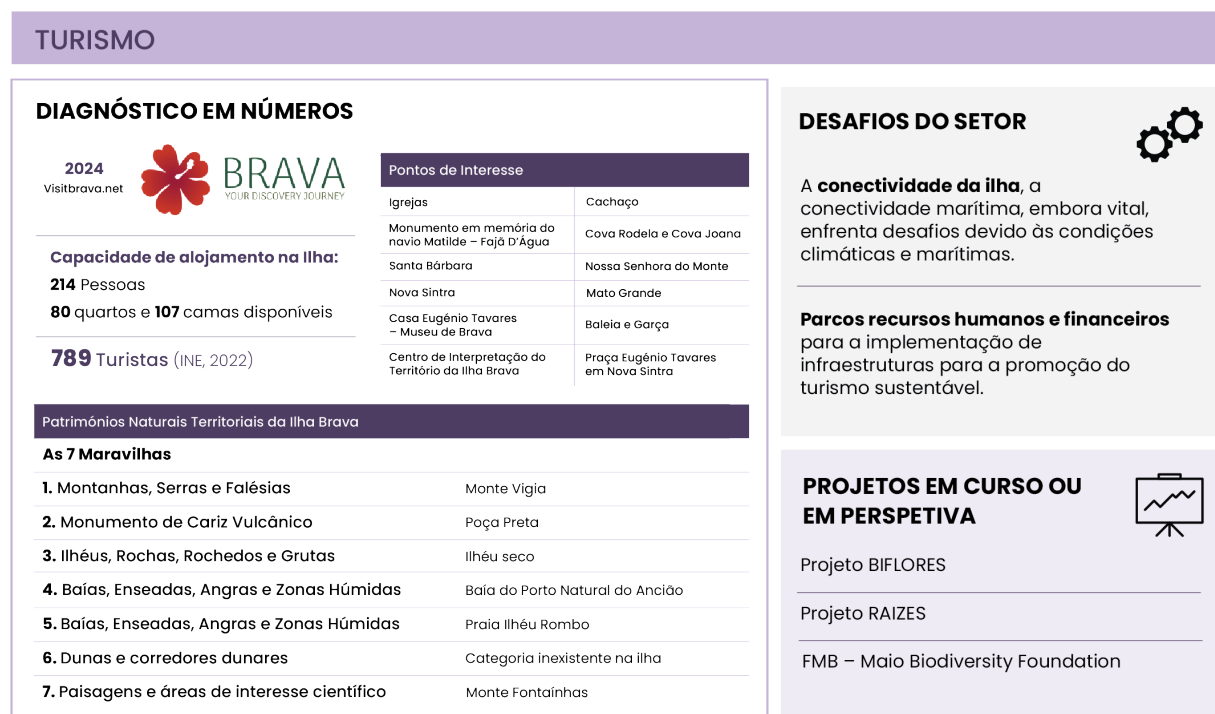 TURISMO
DIAGNÓSTICO EM NÚMEROS
2024
Visitbrava.net
BRAVA
YOUR DISCOVERY JOURNEY
Capacidade de alojamento na Ilha:
214 Pessoas
80 quartos e 107 camas disponíveis
789 Turistas (INE, 2022)
Pontos de Interesse
Igrejas
Cachaço
Monumento em memória do
navio Matilde – Fajã D'Água
Cova Rodela e Cova Joana
Santa Bárbara
Nossa Senhora do Monte
Nova Sintra
Mato Grande
Casa Eugénio Tavares
– Museu de Brava
Baleia e Garça
Centro de Interpretação do
Território da Ilha Brava
Praça Eugénio Tavares
em Nova Sintra
Patrimónios Naturais Territoriais da Ilha Brava
As 7 Maravilhas
1. Montanhas, Serras e Falésias
Monte Vigia
2. Monumento de Cariz Vulcânico
Poça Preta
3. Ilhéus, Rochas, Rochedos e Grutas
Ilhéu seco
4. Baías, Enseadas, Angras e Zonas Húmidas
Baía do Porto Natural do Ancião
5. Baías, Enseadas, Angras e Zonas Húmidas
Praia Ilhéu Rombo
6. Dunas e corredores dunares
Categoria inexistente na ilha
7. Paisagens e áreas de interesse científico
Monte Fontaínhas
DESAFIOS DO SETOR
A conectividade da ilha, a
conectividade marítima, embora vital,
enfrenta desafios devido às condições
climáticas e marítimas.
Parcos recursos humanos e financeiros
para a implementação de
infraestruturas para a promoção do
turismo sustentável.
PROJETOS EM CURSO OU
EM PERSPETIVA
Projeto BIFLORES
Projeto RAIZES
FMB – Maio Biodiversity Foundation